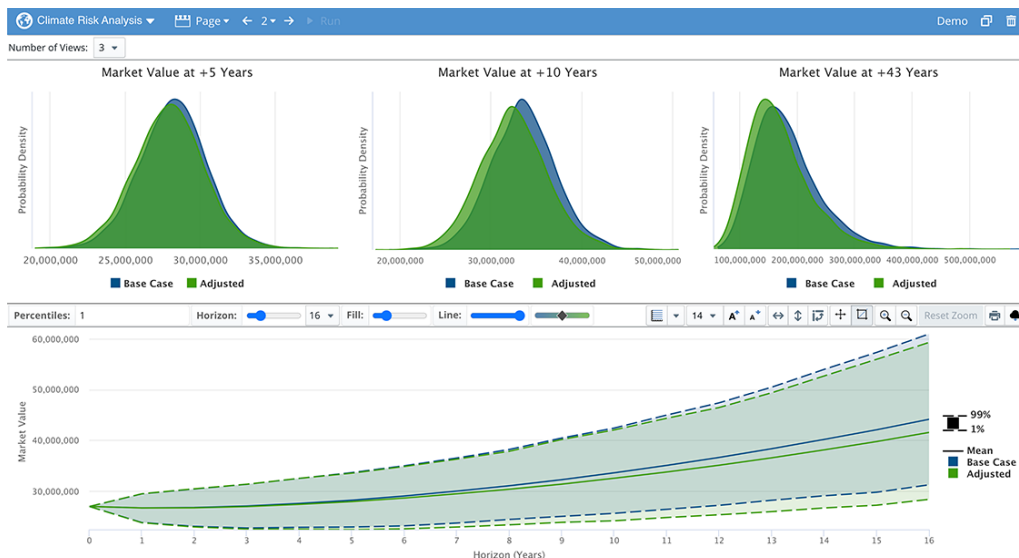 Climate Risk Analysis Page 2 Run Demo
Number of Views: 3
Market Value at +5 Years
Probability Density
20,000,000 25,000,000 30,000,000 35,000,000
Base Case Adjusted
Market Value at +10 Years
Probability Density
20,000,000 30,000,000 40,000,000 50,000,000
Base Case Adjusted
Market Value at +43 Years
Probability Density
100,000,000 200,000,000 300,000,000 400,000,000 500,000,000
Base Case Adjusted
Percentiles: 1 Horizon: 16 Fill: Line: 14 A+ A+ Reset Zoom
60,000,000
50,000,000
40,000,000
30,000,000
Market Value
0 1 2 3 4 5 6 7 8 9 10 11 12 13 14 15 16
Horizon (Years)
99%
1%
Mean
Base Case
Adjusted